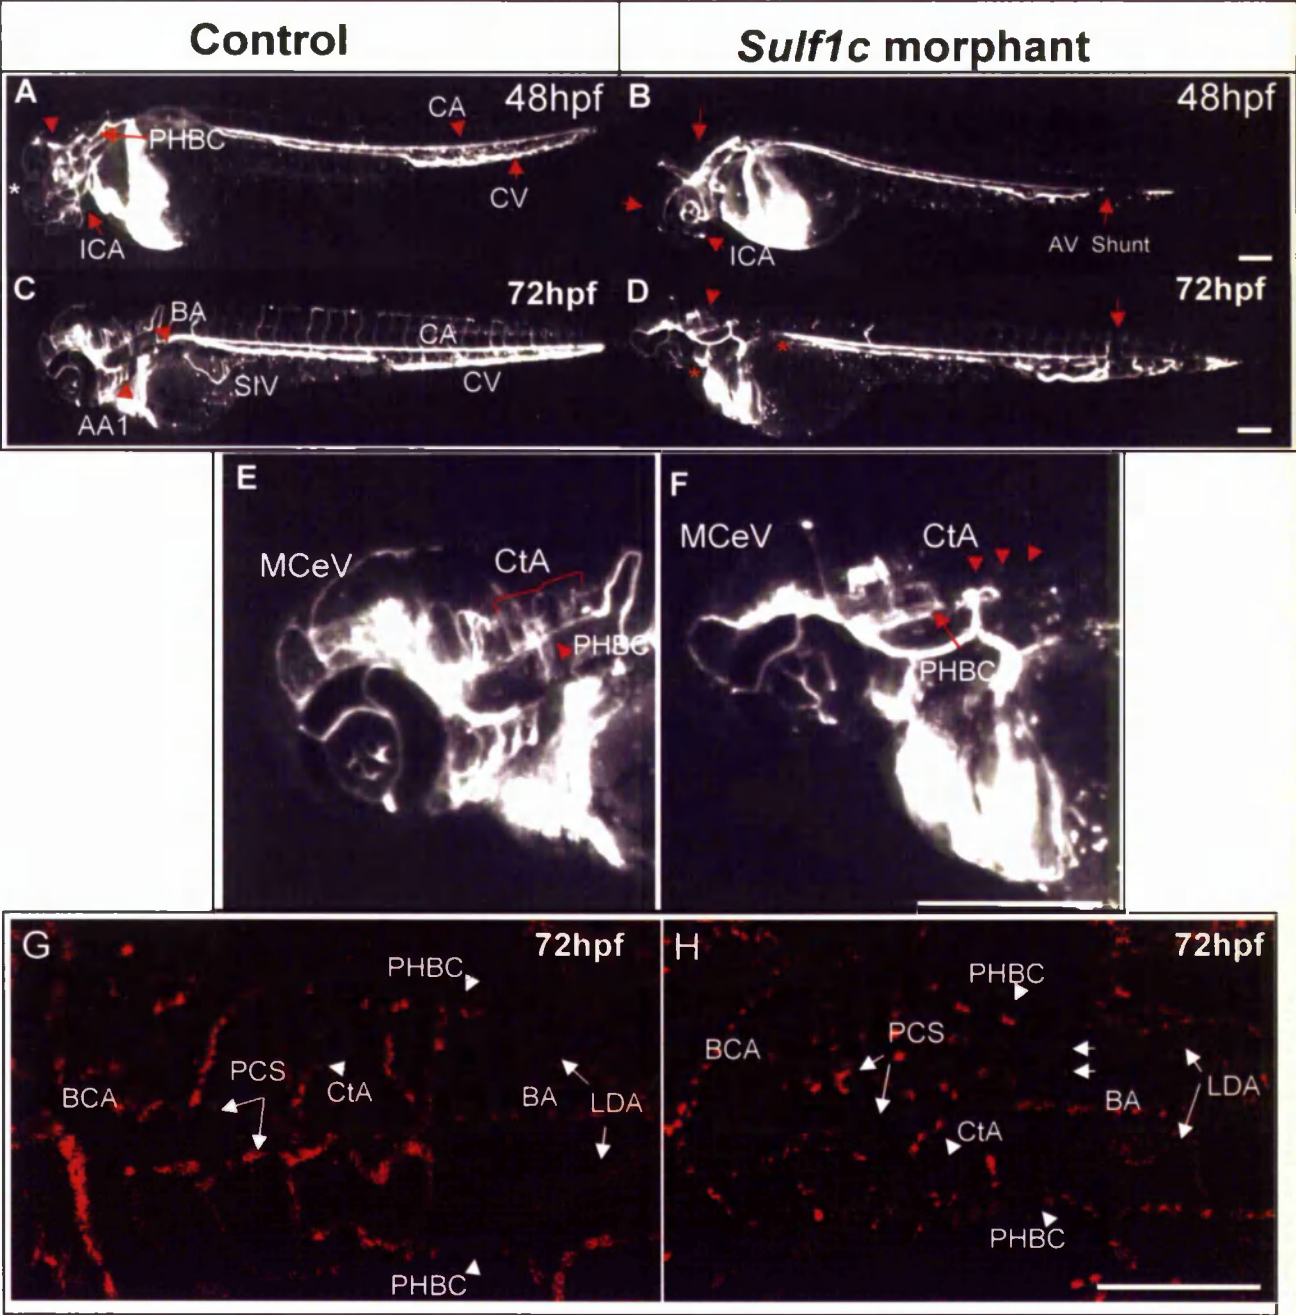 Control
Sulf1c morphant
A
48hpf
CA
PHBC
*
CV
ICA
B
48hpf
ICA
AV Shunt
C
72hpf
BA
CA
StV
CV
AA1
D
72hpf
*
*
E
MCeV
CtA
PHBC
F
MCeV
CtA
PHBC
G
72hpf
PHBC
PCS
CtA
BCA
BA
LDA
PHBC
H
72hpf
PHBC
PCS
BCA
LDA
BA
CtA
PHBC